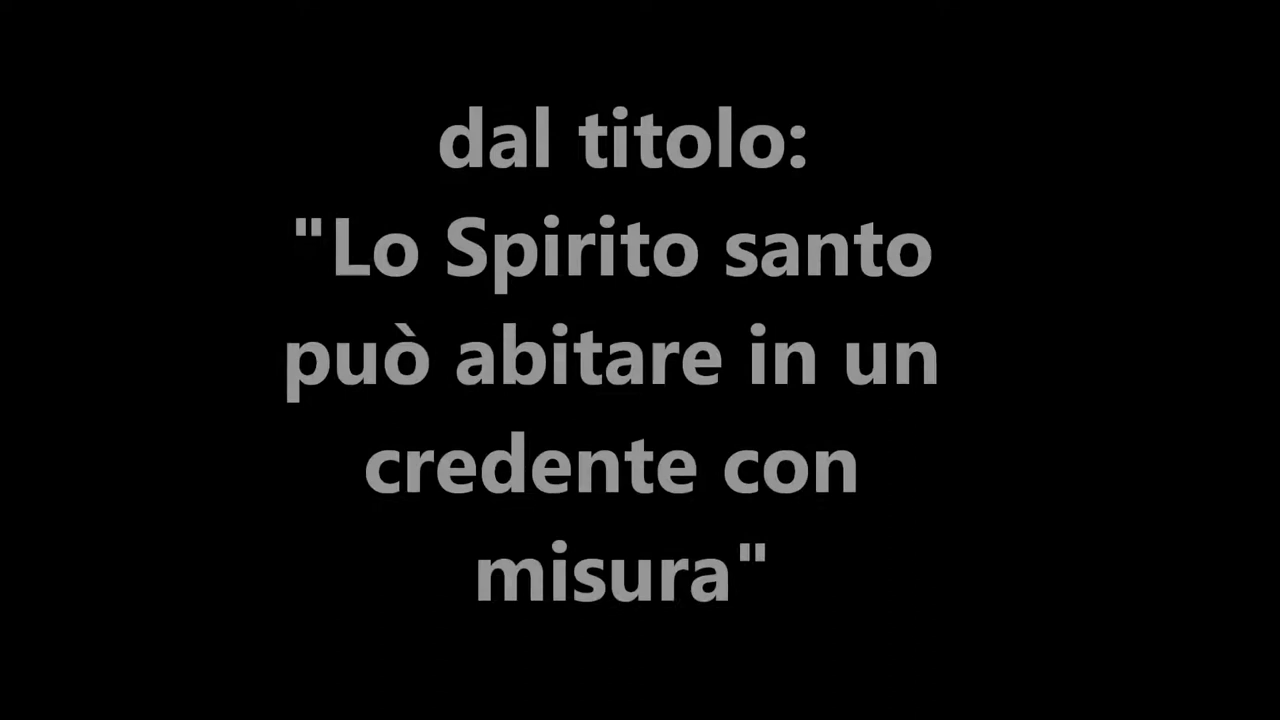 dal titolo:
"Lo Spirito santo
può abitare in un
credente con
misura"